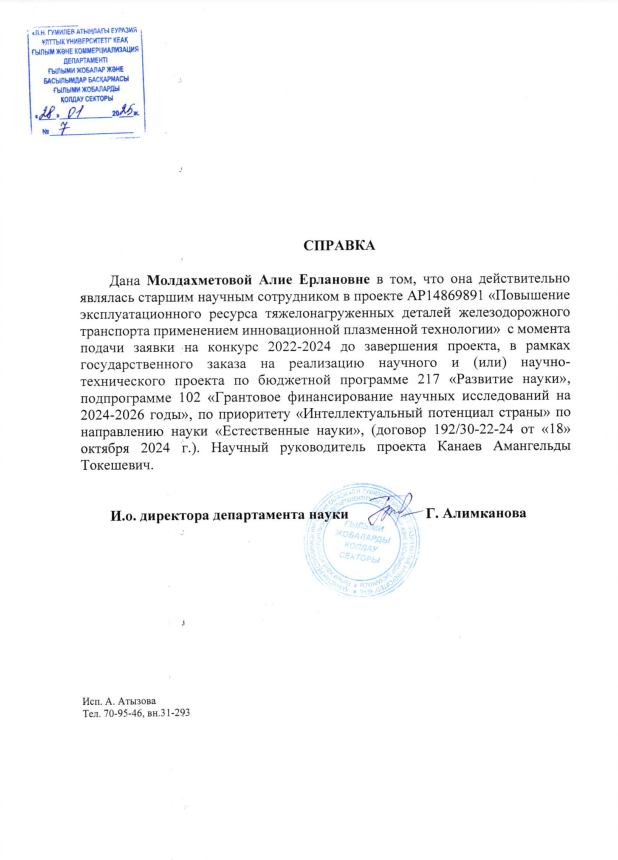 «Л.Н. ГУМИЛЕВ АТЫНДАҒЫ ЕУРАЗИЯ
ҰЛТТЫҚ УНИВЕРСИТЕТІ" КЕАҚ
ҒЫЛЫМ ЖӘНЕ КОММЕРЦИАЛИЗАЦИЯ
ДЕПАРТАМЕНТІ
ҒЫЛЫМИ ЖОБАЛАР ЖӘНЕ
БАСЫЛЫМДАР БАСҚАРМАСЫ
ҒЫЛЫМИ ЖОБАЛАРДЫ
ҚОЛДАУ СЕКТОРЫ
«28» 01 2025 ж.
№ 7
СПРАВКА
Дана Молдахметовой Алие Ерлановне в том, что она действительно
являлась старшим научным сотрудником в проекте АР14869891 «Повышение
эксплуатационного ресурса тяжелонагруженных деталей железодорожного
транспорта применением инновационной плазменной технологии» с момента
подачи заявки на конкурс 2022-2024 до завершения проекта, в рамках
государственного заказа на реализацию научного и (или) научно-
технического проекта по бюджетной программе 217 «Развитие науки»,
подпрограмме 102 «Грантовое финансирование научных исследований на
2024-2026 годы», по приоритету «Интеллектуальный потенциал страны» по
направлению науки «Естественные науки», (договор 192/30-22-24 от «18»
октября 2024 г.). Научный руководитель проекта Канаев Амангельды
Токешевич.
И.о. директора департамента науки Г. Алимканова
ҒЫЛЫМИ
ЖОБАЛАРДЫ
ҚОЛДАУ
СЕКТОРЫ
Исп. А. Атызова
Тел. 70-95-46, вн.31-293